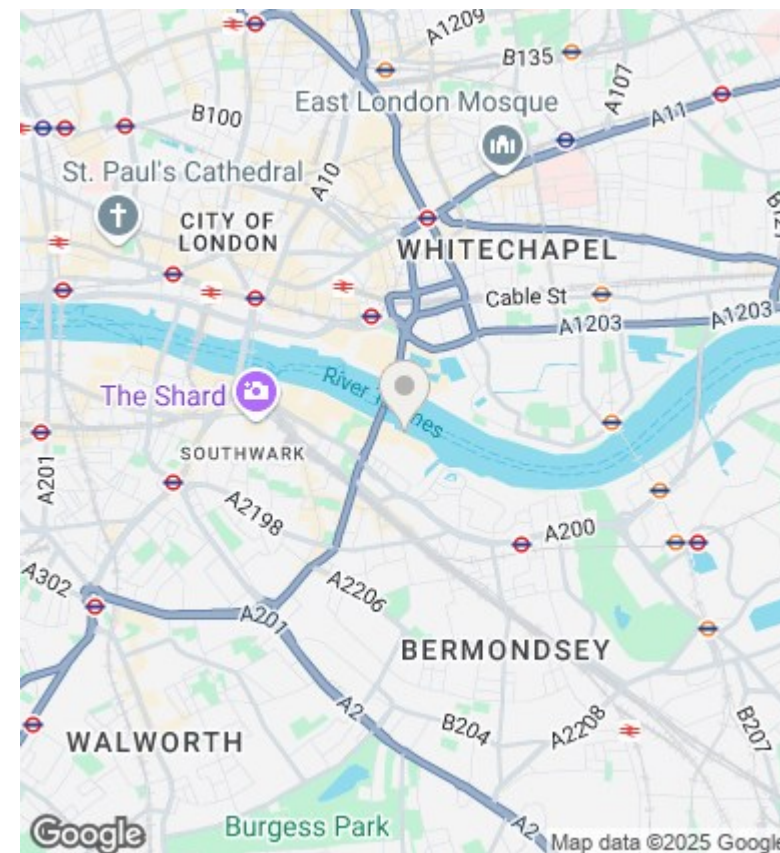 A1209
B135
A107
East London Mosque
A11
B100
St. Paul's Cathedral
A10
CITY OF
LONDON
WHITECHAPEL
Cable St
A1203
A1203
The Shard
River
SOUTHWARK
A201
A2198
A200
A302
A2206
A201
BERMONDSEY
A2
B204
A2208
B207
WALWORTH
Burgess Park
A2
Google
Map data ©2025 Google